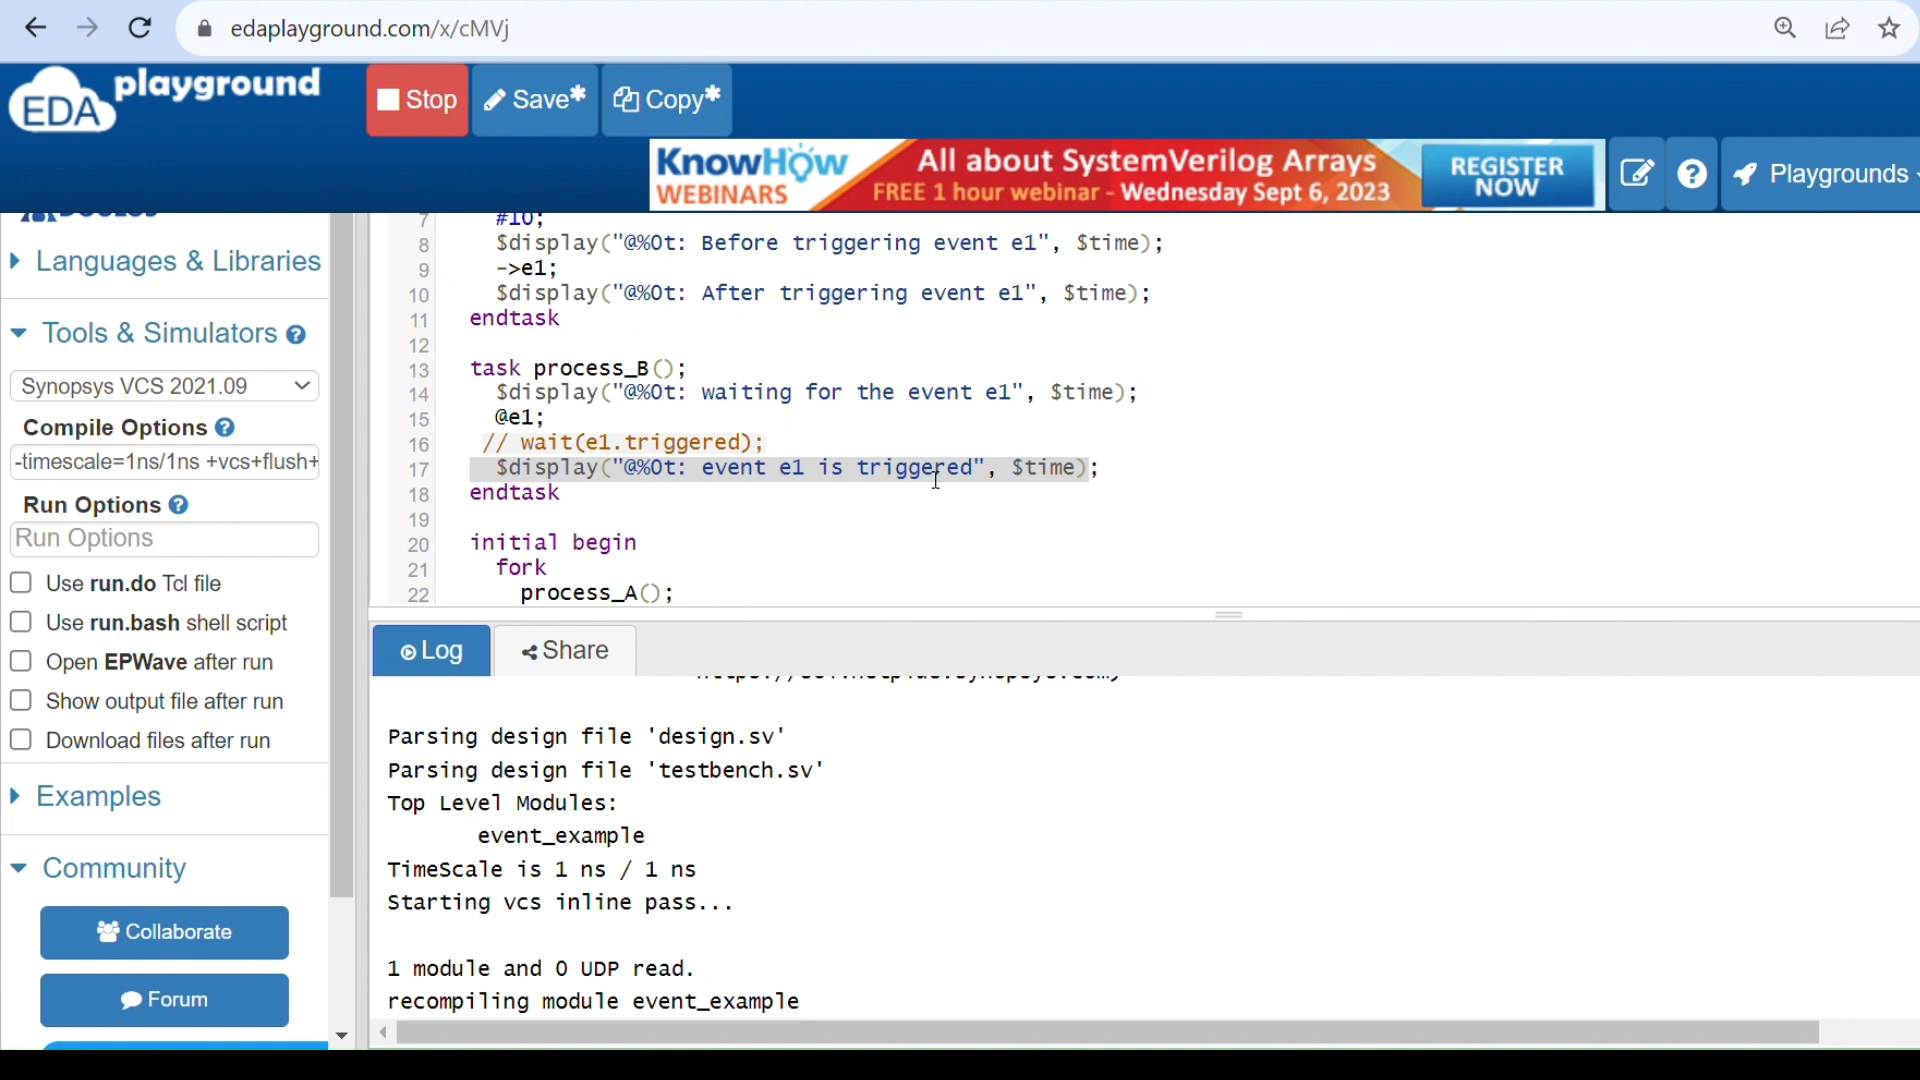 edaplayground.com/x/cMVj
EDA playground
Stop
Save*
Copy*
KnowHow WEBINARS
All about SystemVerilog Arrays
FREE 1 hour webinar - Wednesday Sept 6, 2023
REGISTER NOW
Playgrounds
Languages & Libraries
Tools & Simulators
Synopsys VCS 2021.09
Compile Options
-timescale=1ns/1ns +vcs+flush+
Run Options
Run Options
Use run.do Tcl file
Use run.bash shell script
Open EPWave after run
Show output file after run
Download files after run
Examples
Community
Collaborate
Forum
7 #10;
8 $display("@%0t: Before triggering event e1", $time);
9 ->e1;
10 $display("@%0t: After triggering event e1", $time);
11 endtask
12
13 task process_B();
14 $display("@%0t: waiting for the event e1", $time);
15 @e1;
16 // wait(e1.triggered);
17 $display("@%0t: event e1 is triggered", $time);
18 endtask
19
20 initial begin
21 fork
22 process_A();
Log
Share
Parsing design file 'design.sv'
Parsing design file 'testbench.sv'
Top Level Modules:
event_example
TimeScale is 1 ns / 1 ns
Starting vcs inline pass...
1 module and 0 UDP read.
recompiling module event_example